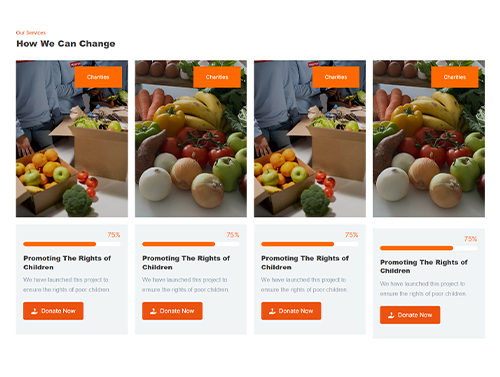 Our Services
How We Can Change
Charities
Charities
Charities
Charities
75%
Promoting The Rights of
Children
We have launched this project to
ensure the rights of poor children.
Donate Now
75%
Promoting The Rights of
Children
We have launched this project to
ensure the rights of poor children.
Donate Now
75%
Promoting The Rights of
Children
We have launched this project to
ensure the rights of poor children.
Donate Now
75%
Promoting The Rights of
Children
We have launched this project to
ensure the rights of poor children.
Donate Now